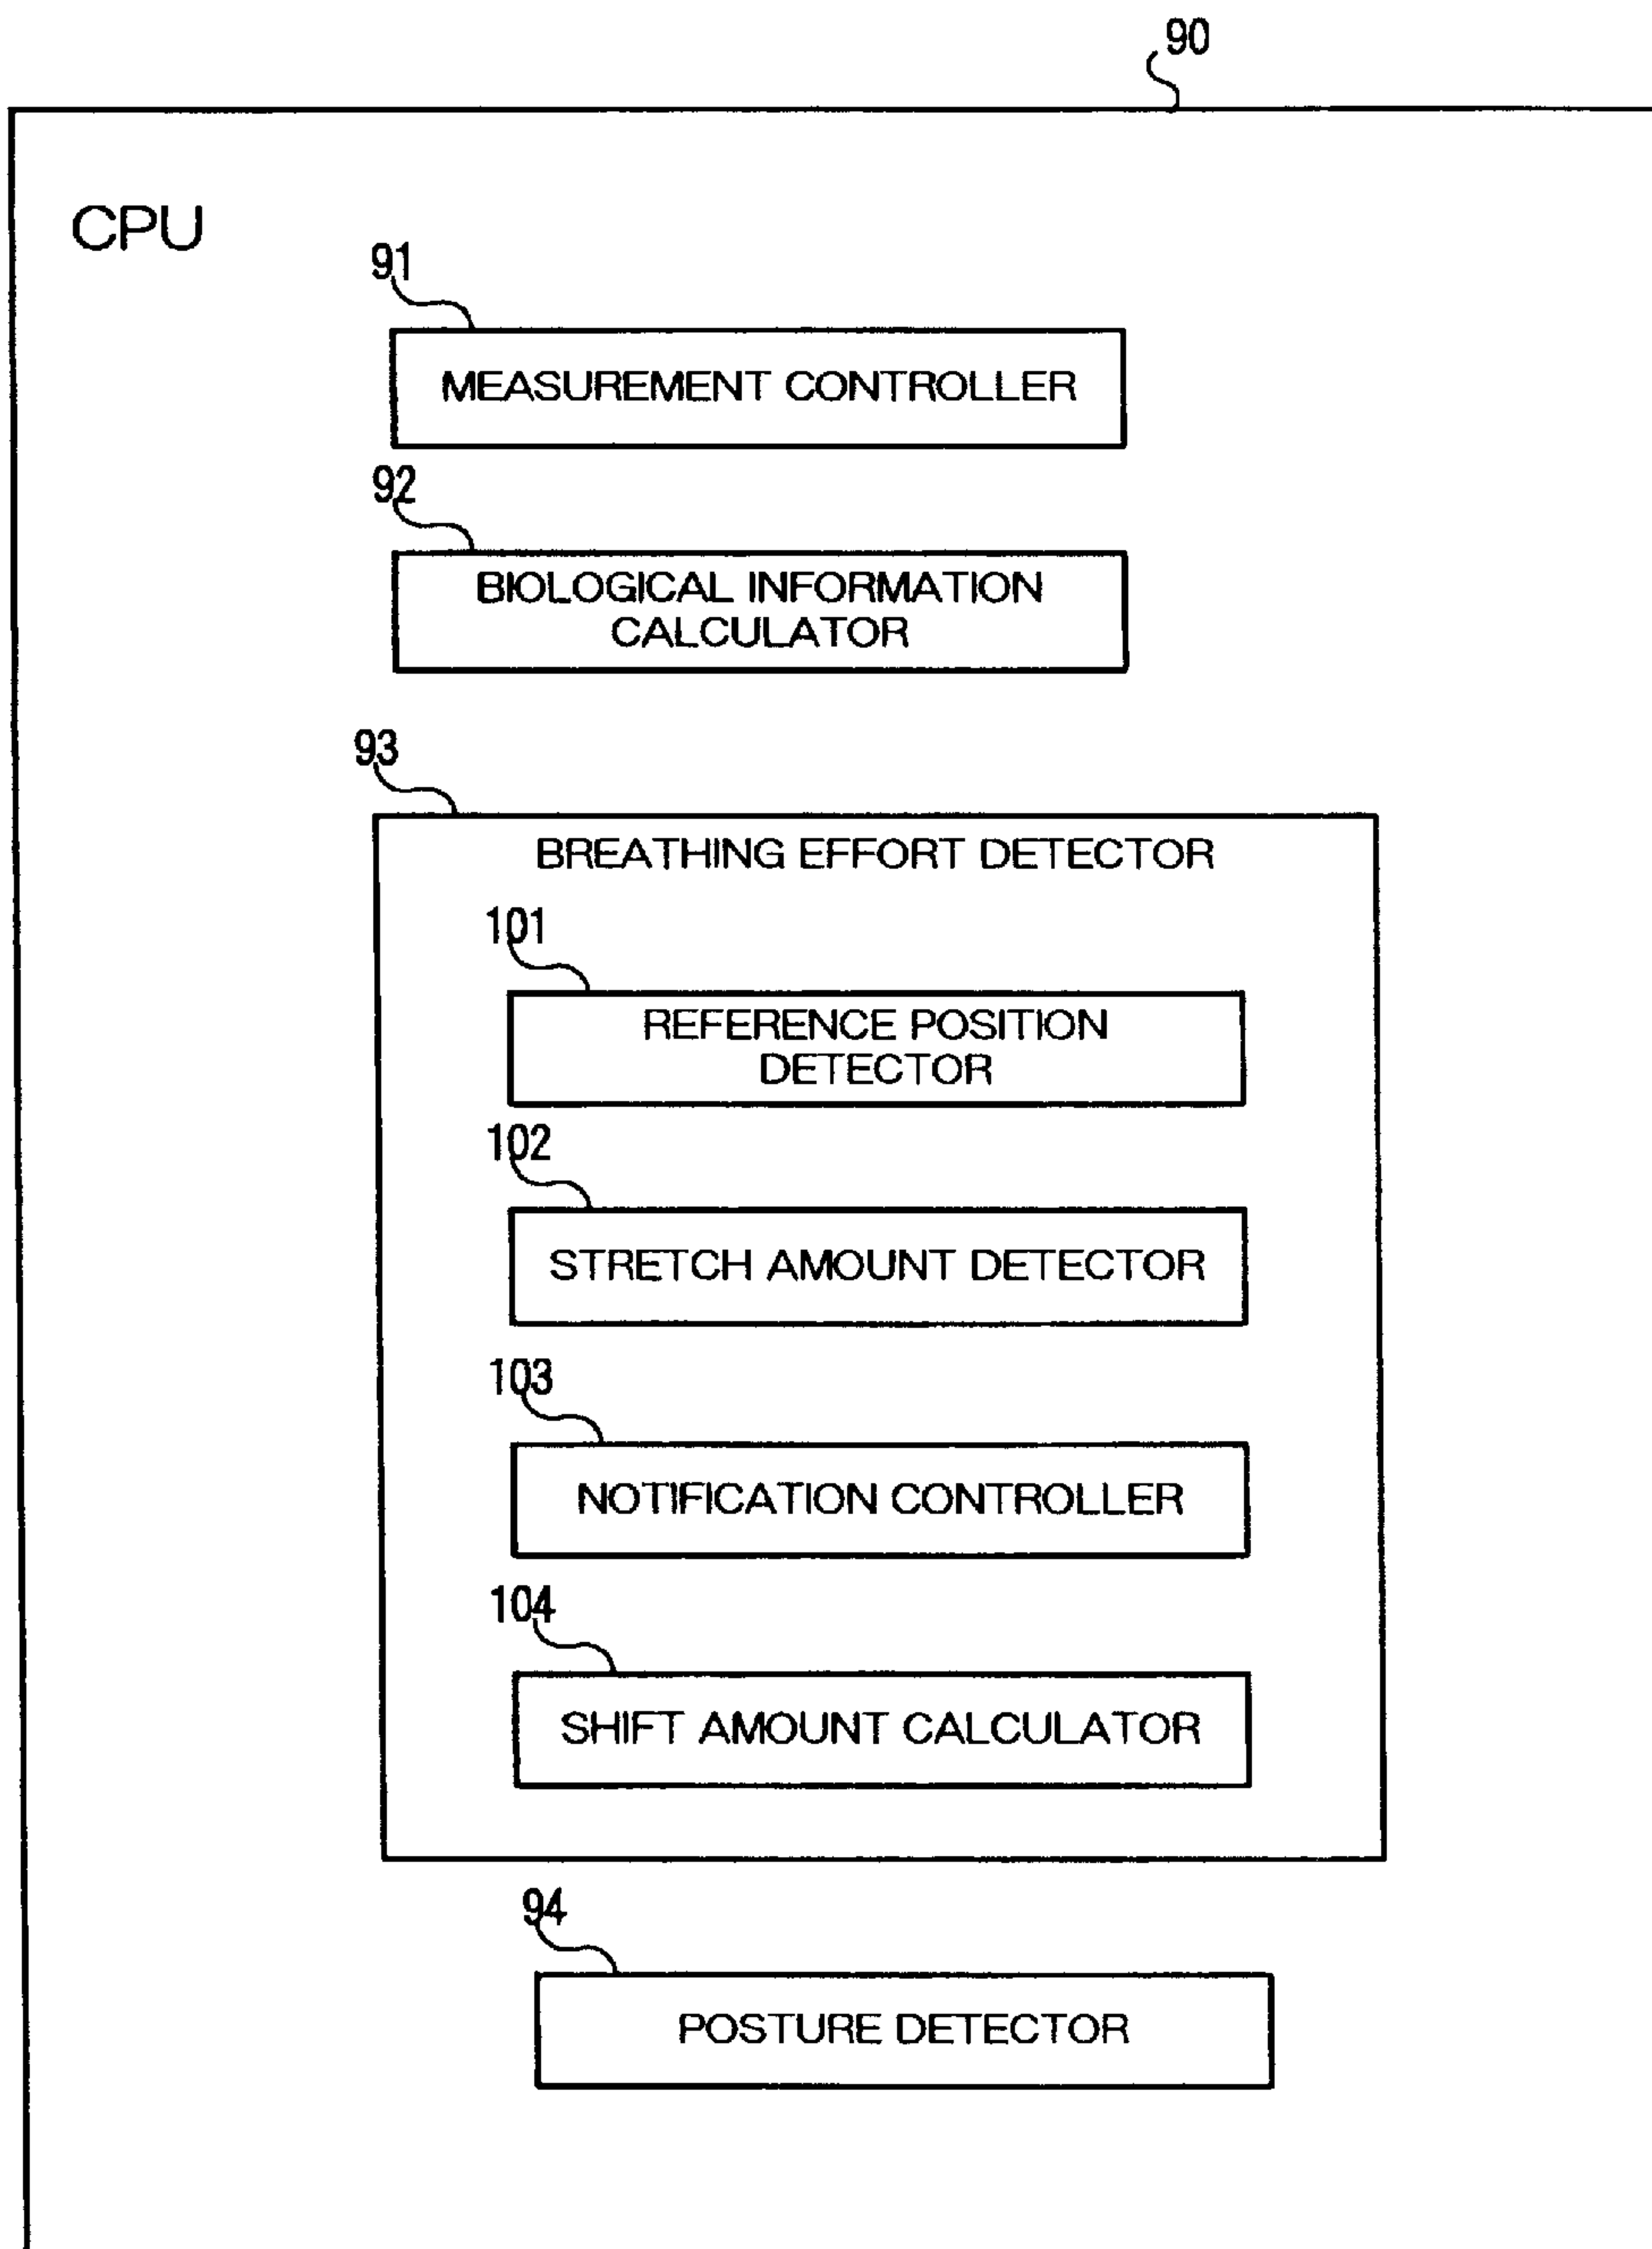 90
CPU
91
MEASUREMENT CONTROLLER
92
BIOLOGICAL INFORMATION
CALCULATOR
93
BREATHING EFFORT DETECTOR
101
REFERENCE POSITION
DETECTOR
102
STRETCH AMOUNT DETECTOR
103
NOTIFICATION CONTROLLER
104
SHIFT AMOUNT CALCULATOR
94
POSTURE DETECTOR